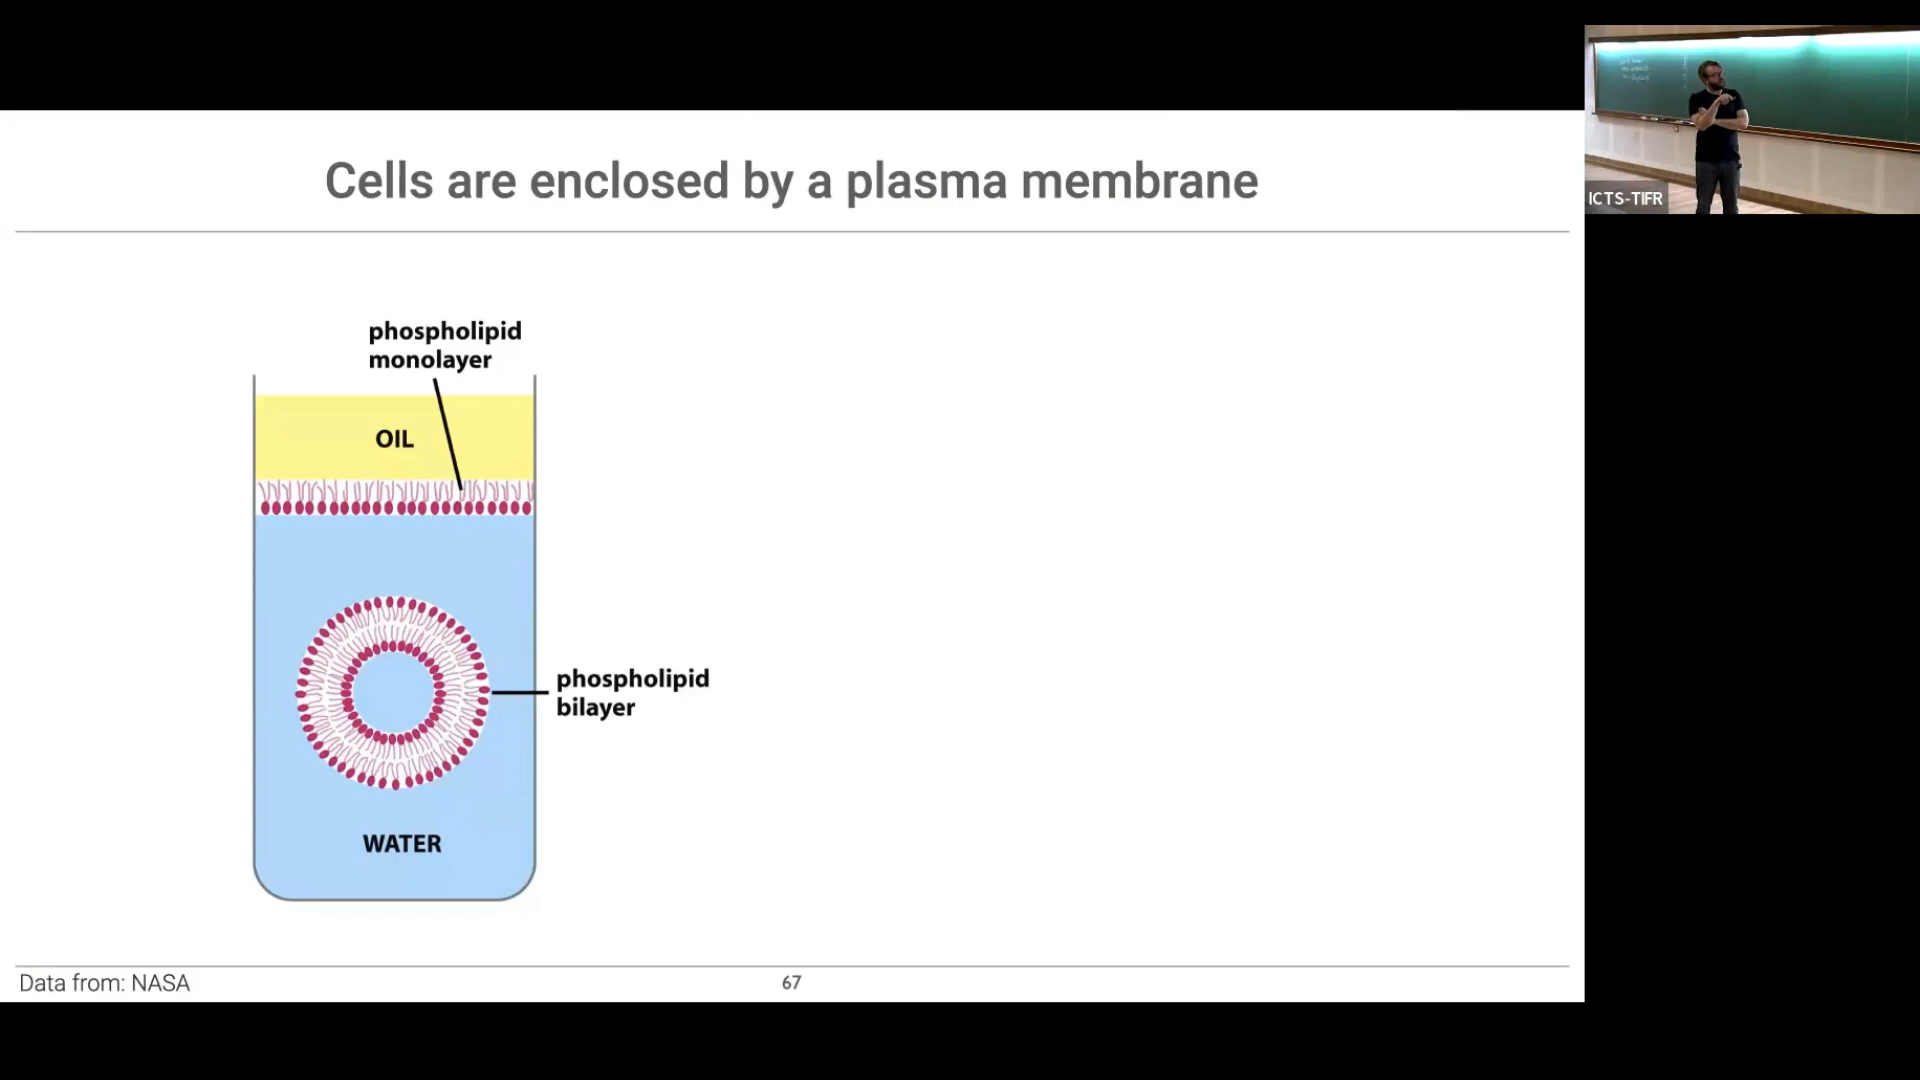 Cells are enclosed by a plasma membrane
phospholipid
monolayer
OIL
phospholipid
bilayer
WATER
Data from: NASA
67
ICTS-TIFR